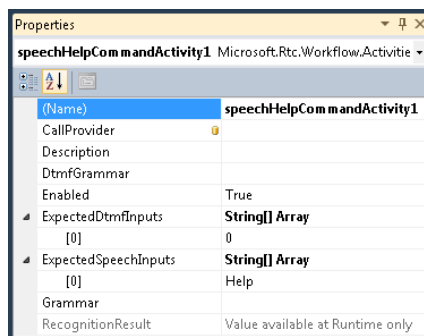 Properties
speechHelpCommandActivity1 Microsoft.Rtc.Workflow.Activitie
(Name) speechHelpCommandActivity1
CallProvider
Description
DtmfGrammar
Enabled True
ExpectedDtmfInputs String[] Array
[0] 0
ExpectedSpeechInputs String[] Array
[0] Help
Grammar
RecognitionResult Value available at Runtime only